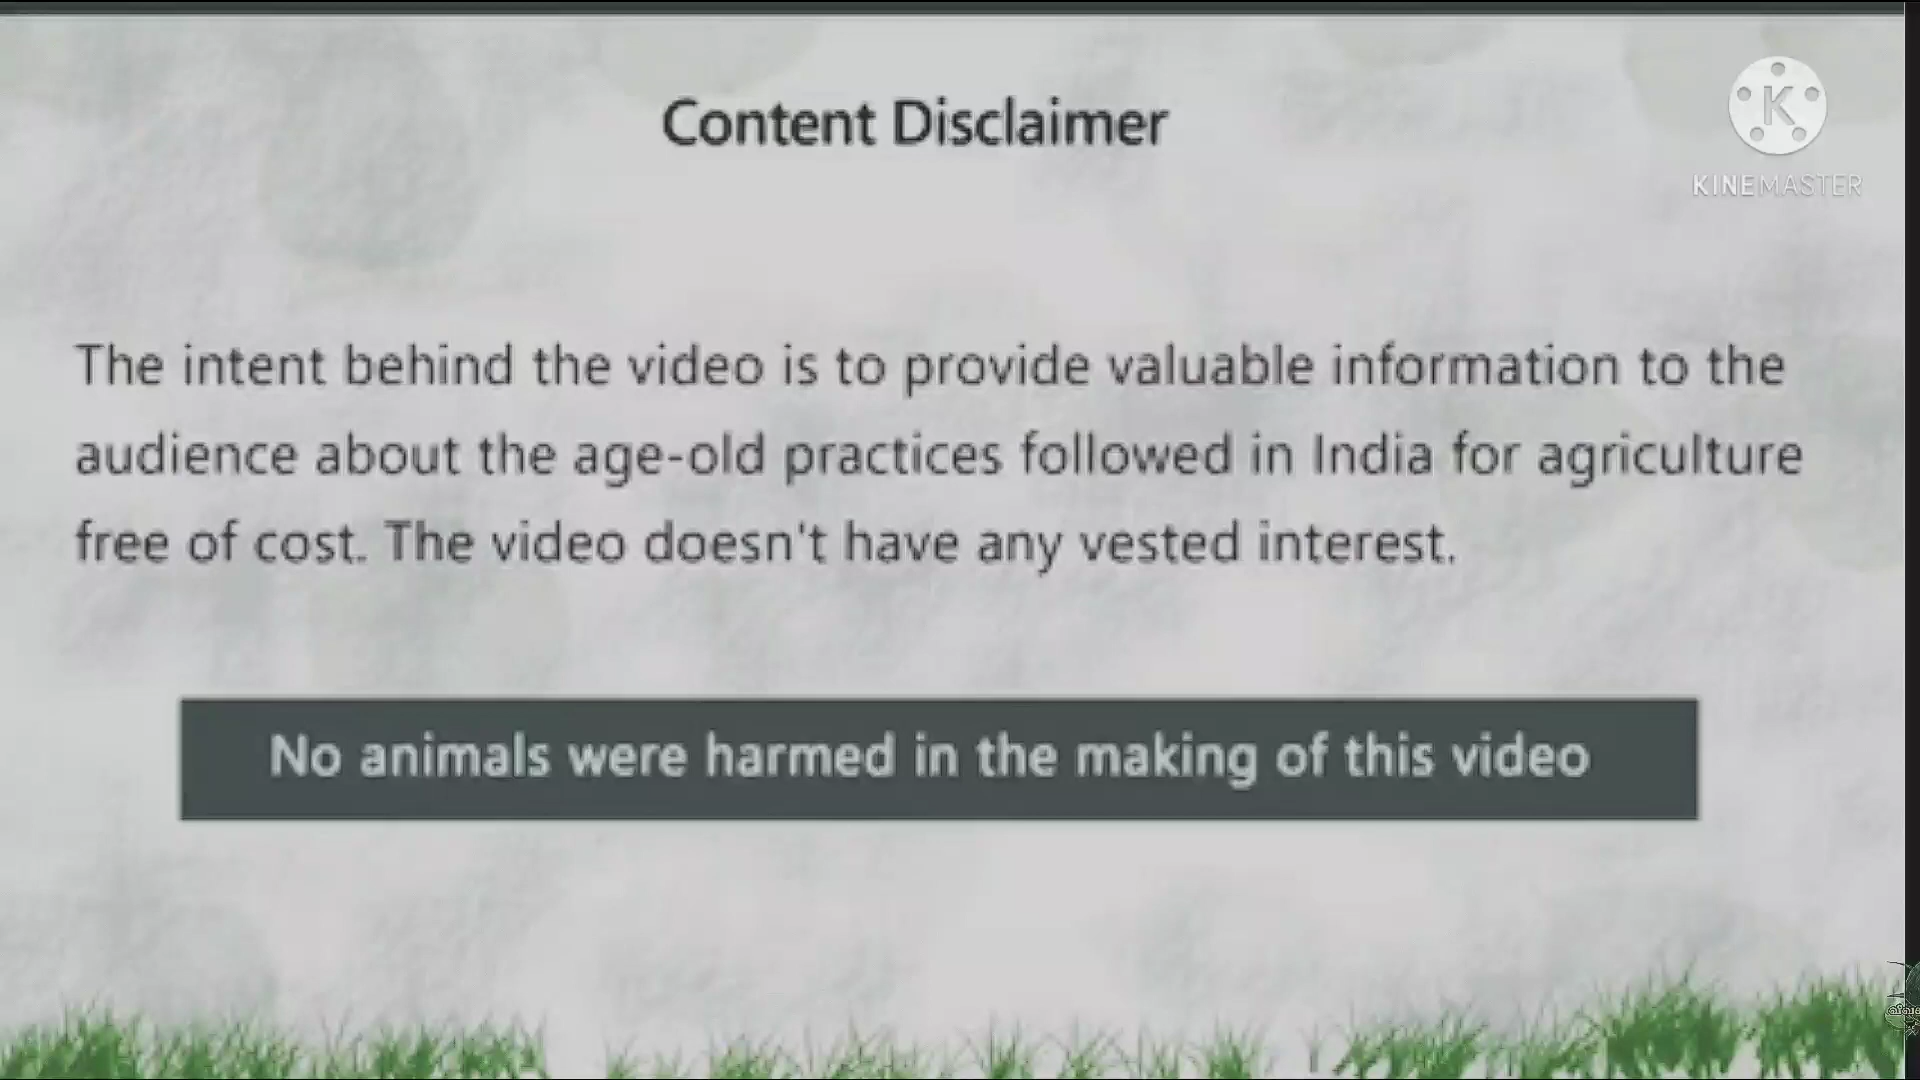 Content Disclaimer
KINEMASTER
The intent behind the video is to provide valuable information to the
audience about the age-old practices followed in India for agriculture
free of cost. The video doesn't have any vested interest.
No animals were harmed in the making of this video